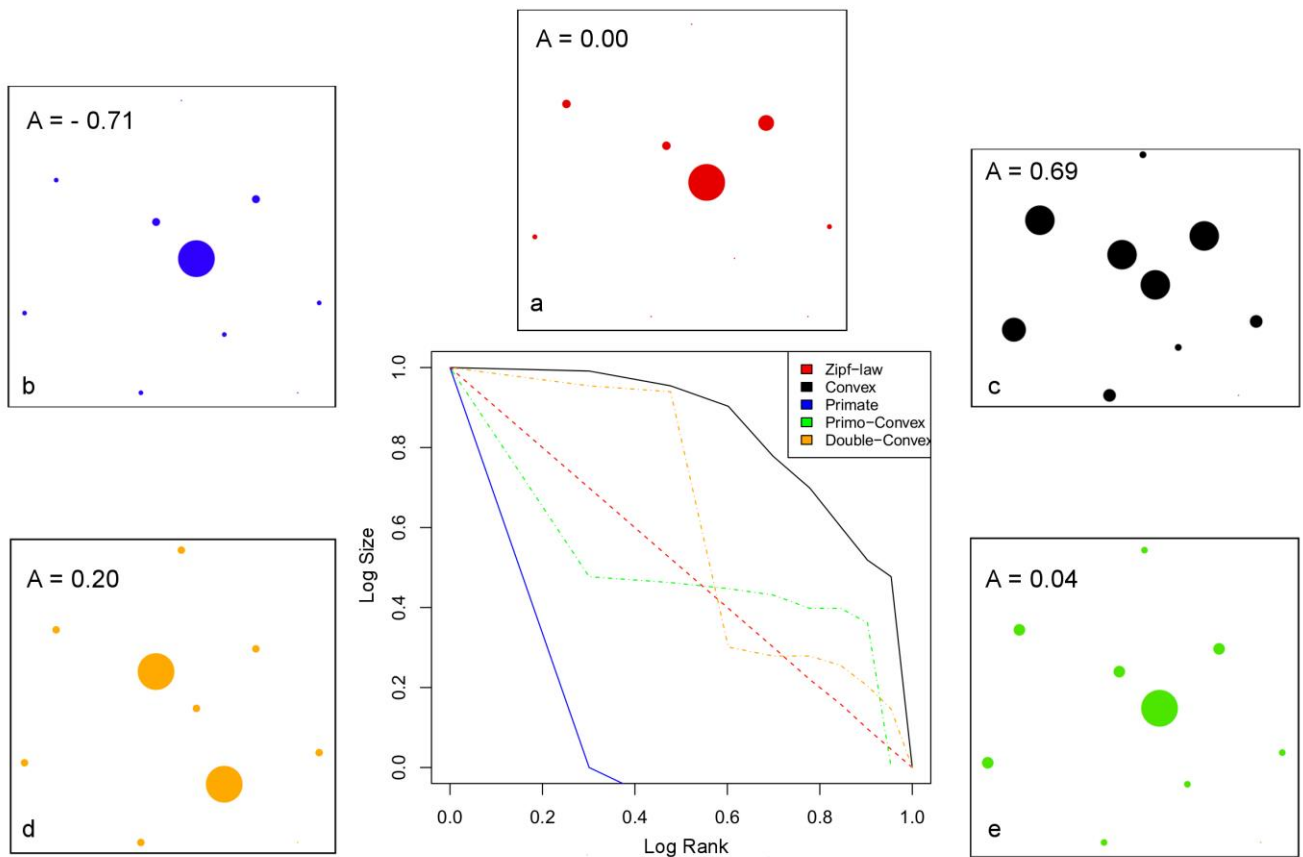 A = 0.00
a
A = - 0.71
b
A = 0.69
c
Zipf-law
Convex
Primate
Primo-Convex
Double-Convex
1.0
0.8
0.6
0.4
0.2
0.0
Log Size
0.0 0.2 0.4 0.6 0.8 1.0
Log Rank
A = 0.20
d
A = 0.04
e